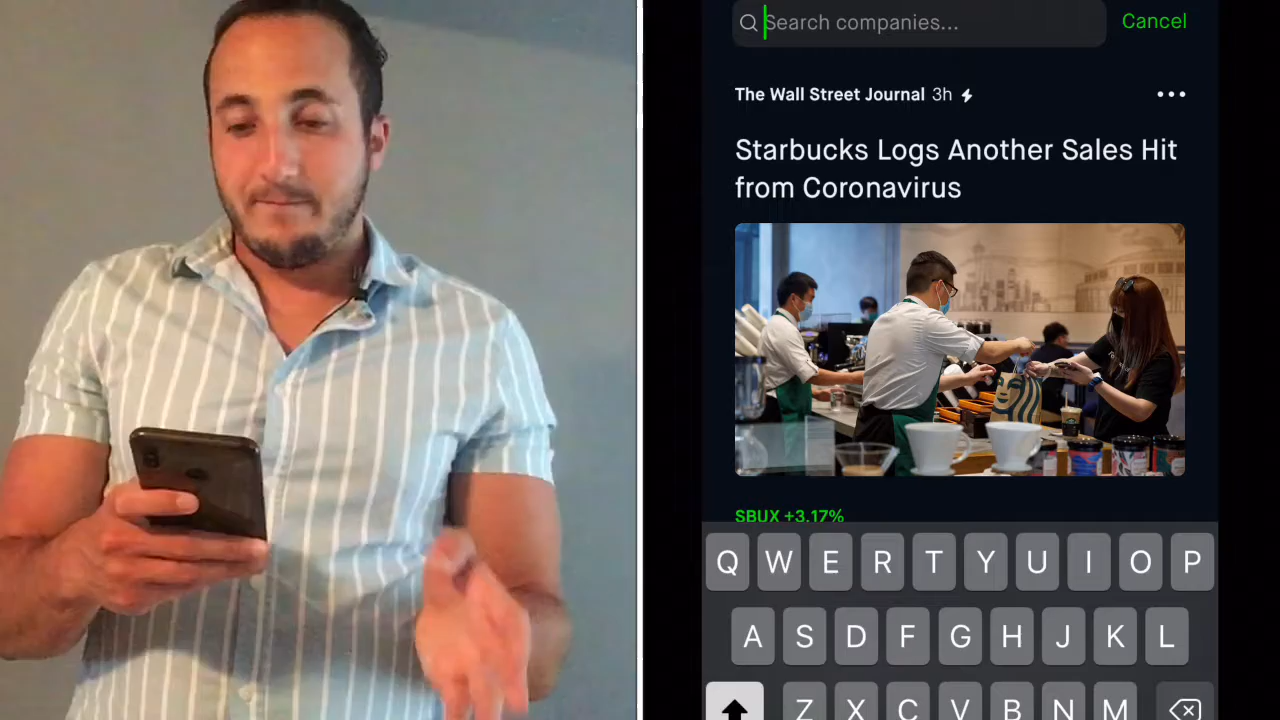 Search companies...
Cancel
The Wall Street Journal 3h
Starbucks Logs Another Sales Hit
from Coronavirus
SBUX +3.17%
Q W E R T Y U I O P
A S D F G H J K L
Z X C V B N M